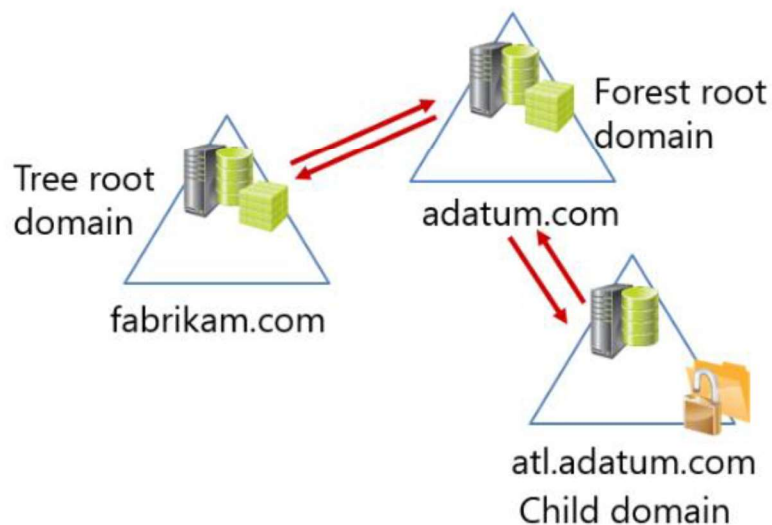 Forest root
domain
adatum.com
Tree root
domain
fabrikam.com
atl.adatum.com
Child domain